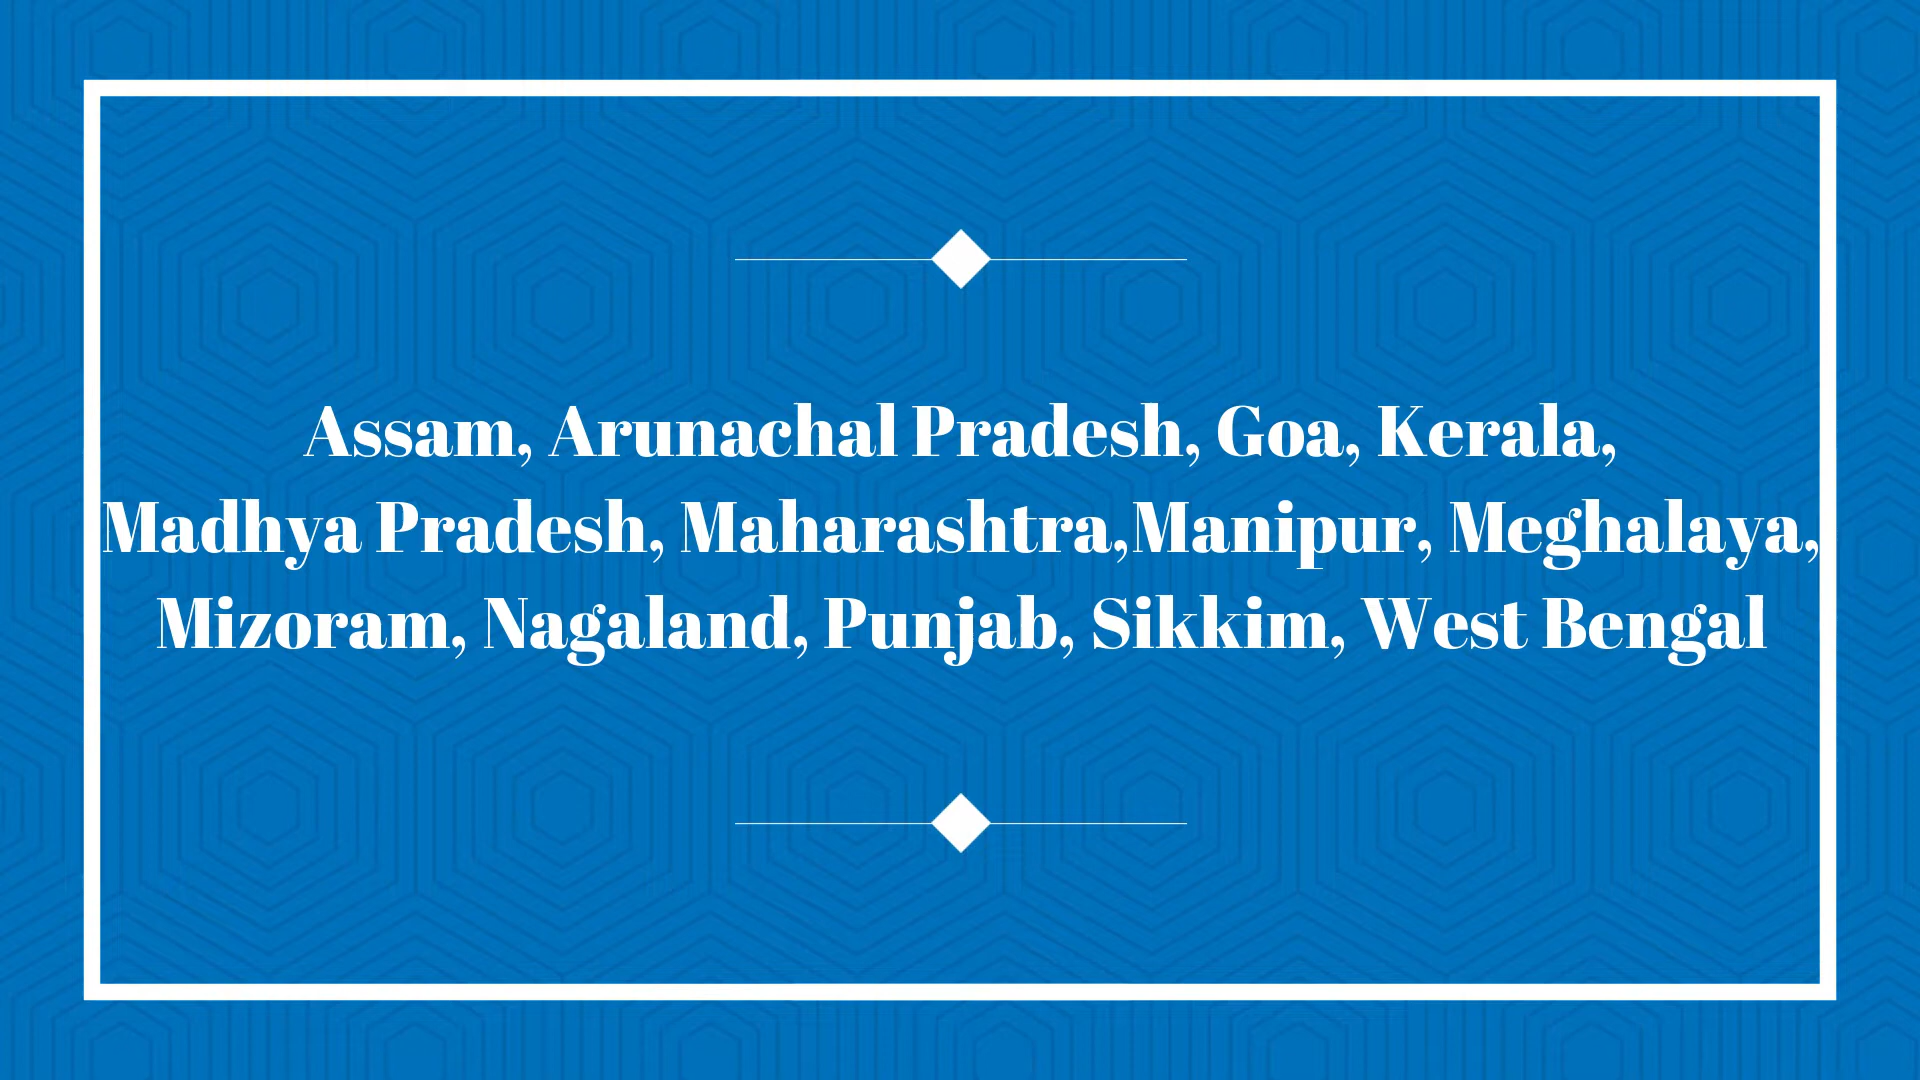 Assam, Arunachal Pradesh, Goa, Kerala,
Madhya Pradesh, Maharashtra,Manipur, Meghalaya,
Mizoram, Nagaland, Punjab, Sikkim, West Bengal